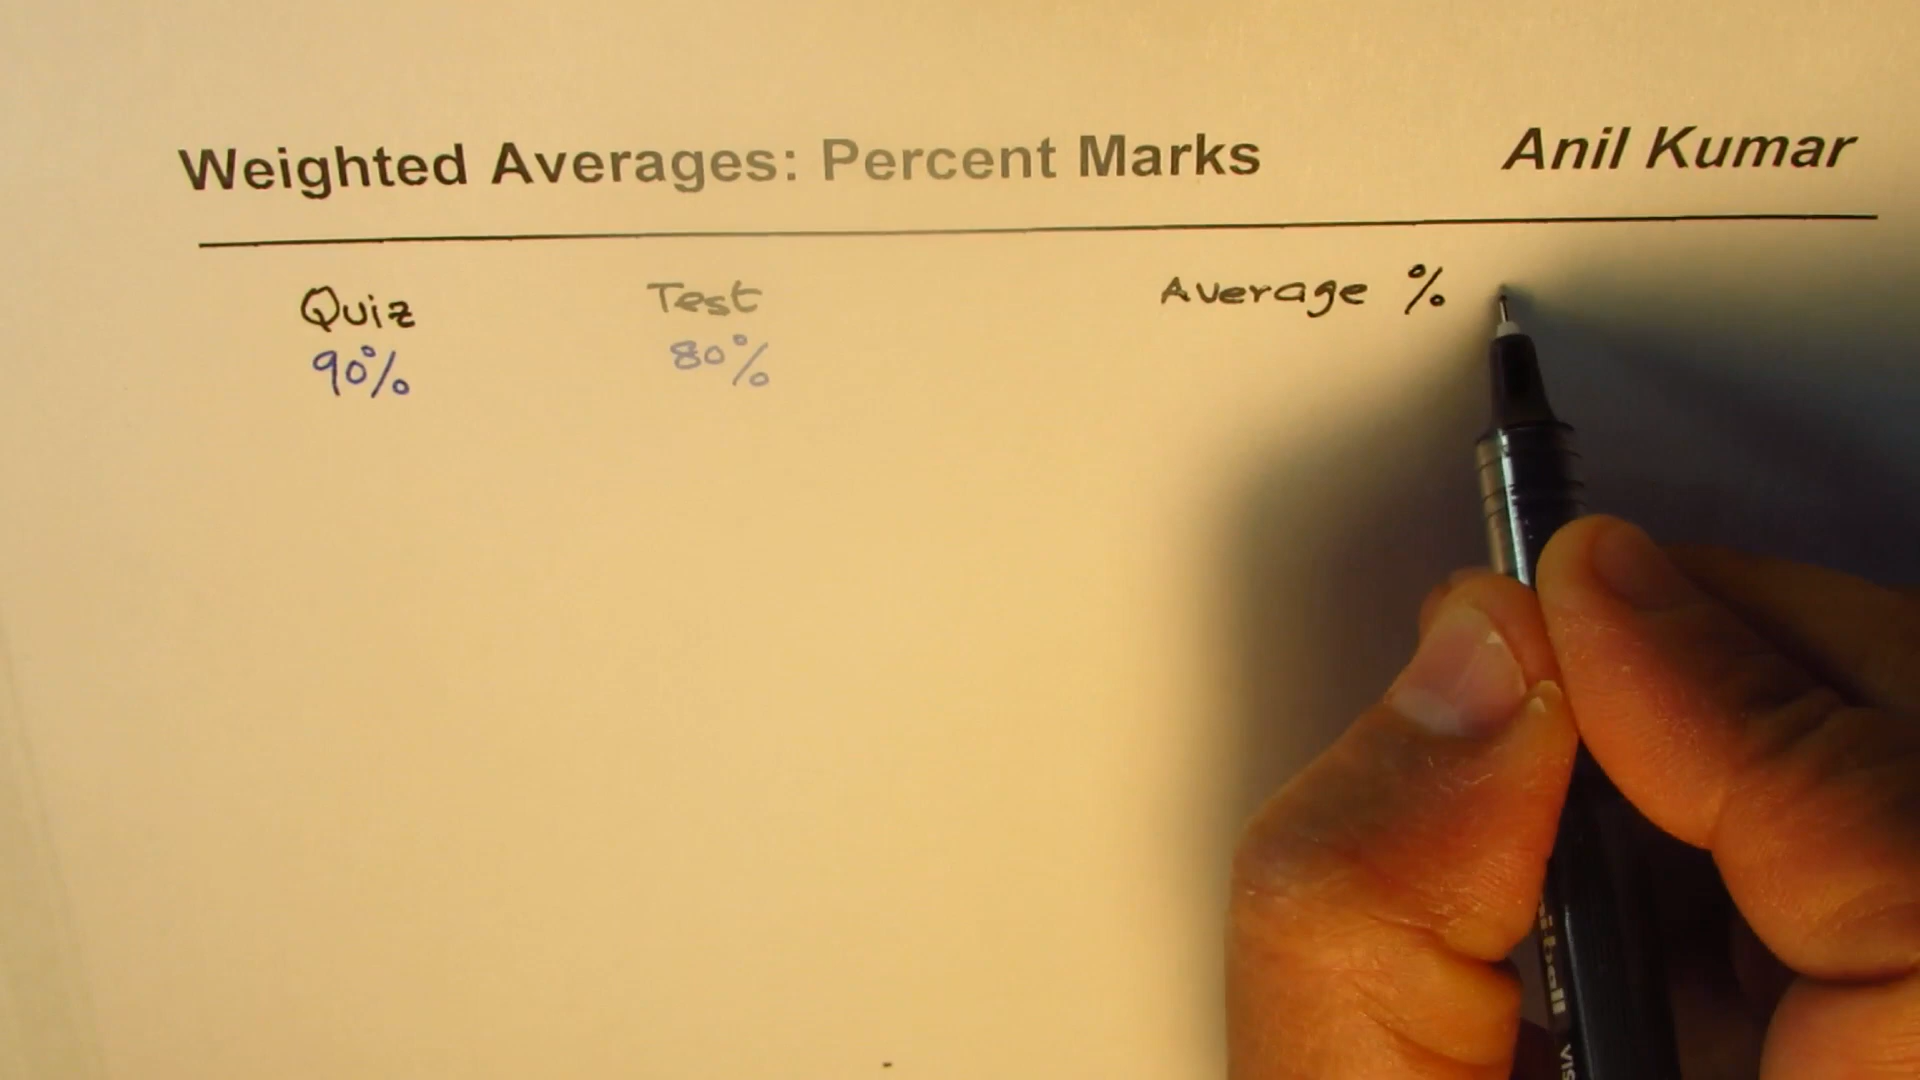 Weighted Averages: Percent Marks Anil Kumar
Quiz Test Average %
90% 80%